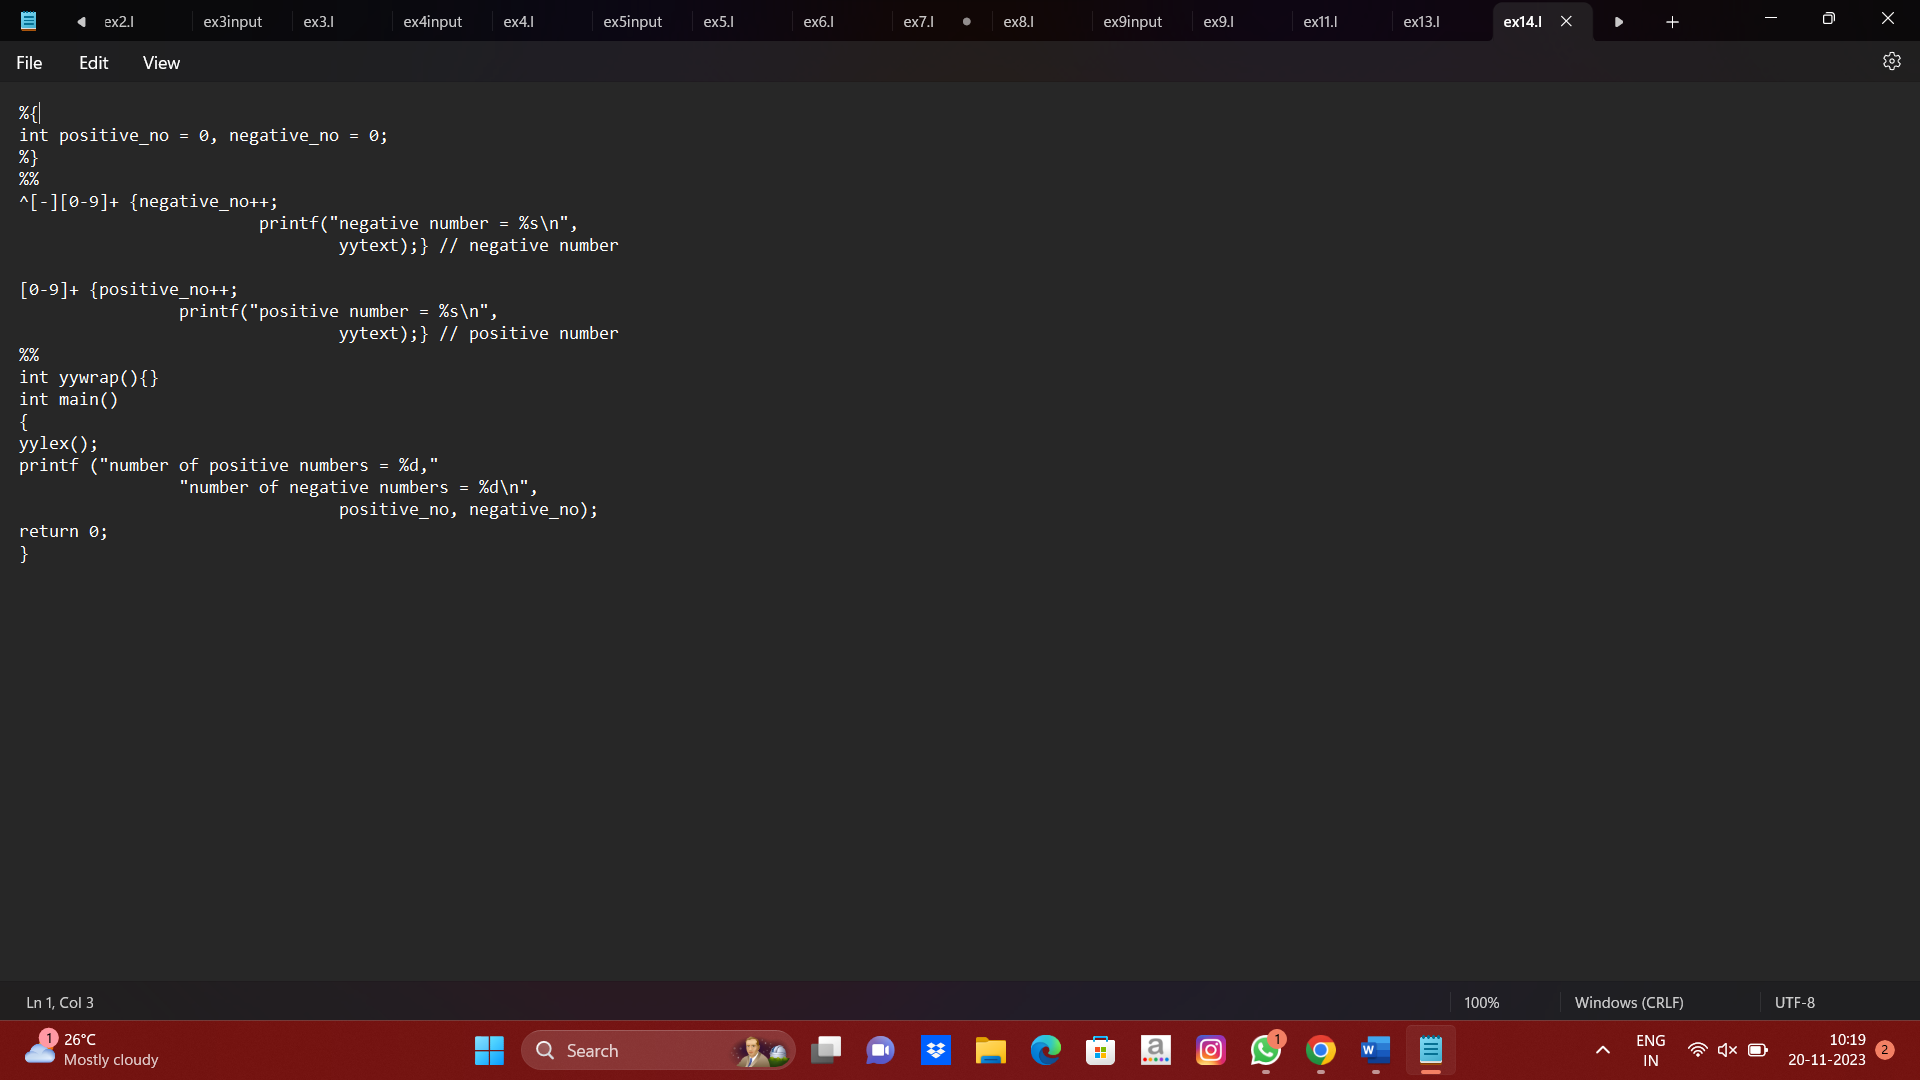 ex2.l ex3input ex3.l ex4input ex4.l ex5input ex5.l ex6.l ex7.l ex8.l ex9input ex9.l ex11.l ex13.l ex14.l
File Edit View
%{
int positive_no = 0, negative_no = 0;
%}
%%
^[-][0-9]+ {negative_no++;
printf("negative number = %s\n",
yytext);} // negative number
[0-9]+ {positive_no++;
printf("positive number = %s\n",
yytext);} // positive number
%%
int yywrap(){}
int main()
{
yylex();
printf ("number of positive numbers = %d,"
"number of negative numbers = %d\n",
positive_no, negative_no);
return 0;
}
Ln 1, Col 3 100% Windows (CRLF) UTF-8
1 26°C
Mostly cloudy
Search
a
1
W
ENG
IN
10:19
20-11-2023
2